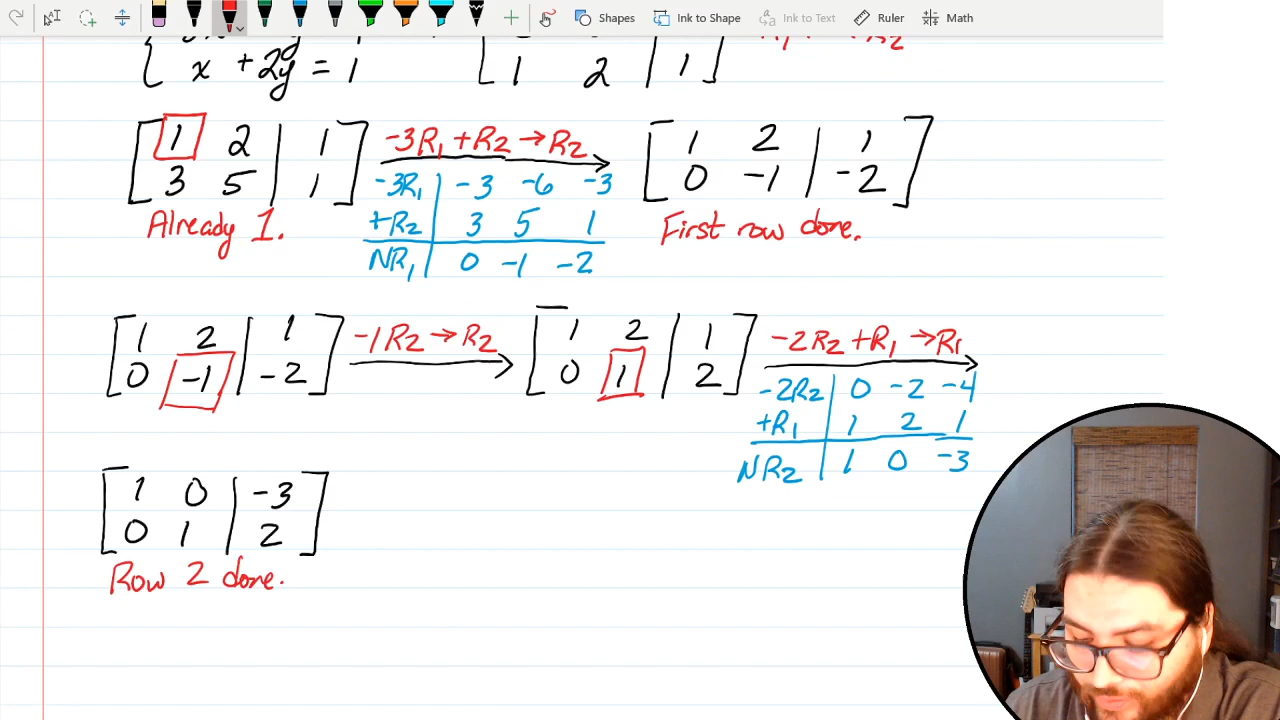 Shapes Ink to Shape Ink to Text Ruler Math
x + 2y = 1 [ 1 2 | 1 ]
[ 1 2 | 1 ] -3R₁ + R₂ → R₂ [ 1 2 | 1 ]
[ 3 5 | 1 ] -3R₁ | -3 -6 -3 [ 0 -1 | -2 ]
+R₂ | 3 5 1
Already 1. First row done.
NR₁ | 0 -1 -2
[ 1 2 | 1 ] -1R₂ → R₂ [ 1 2 | 1 ] -2R₂ + R₁ → R₁
[ 0 -1 | -2 ] [ 0 1 | 2 ] -2R₂ | 0 -2 -4
+R₁ | 1 2 1
NR₂ | 1 0 -3
[ 1 0 | -3 ]
[ 0 1 | 2 ]
Row 2 done.